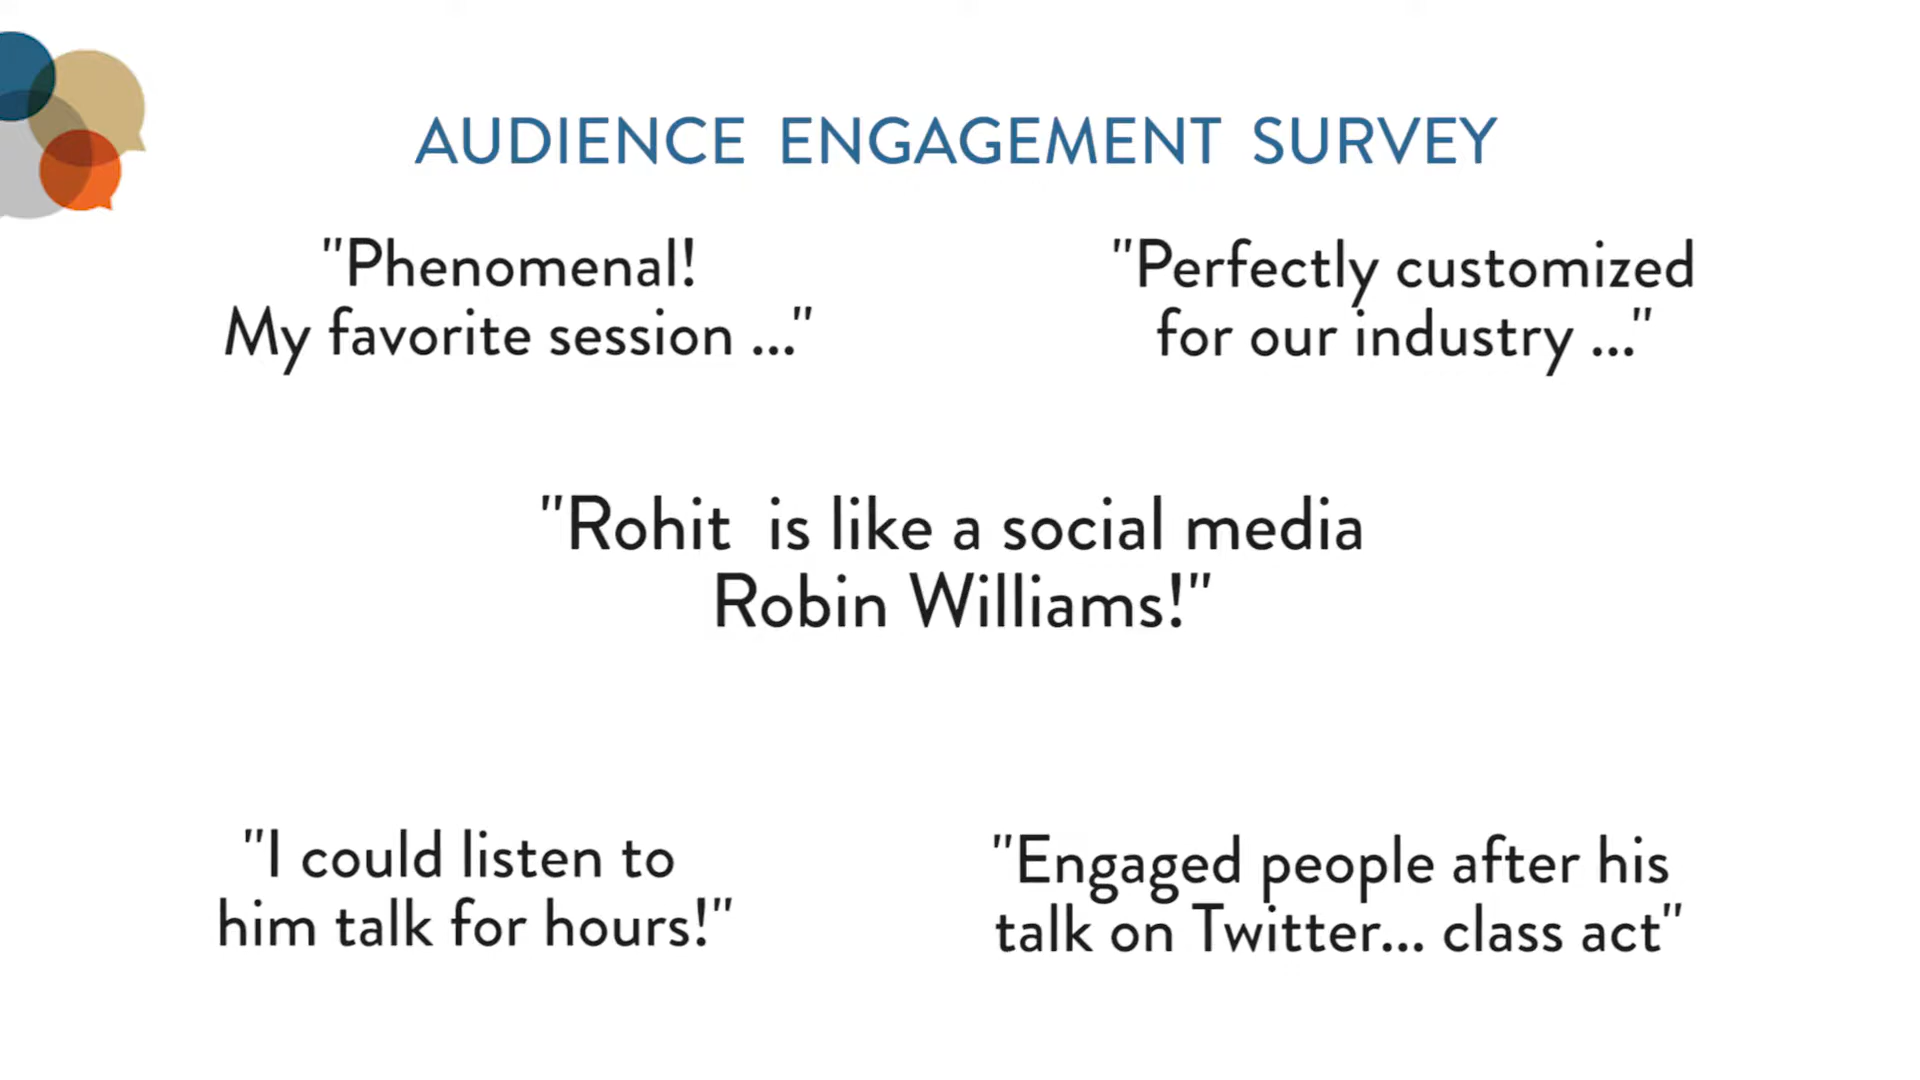 AUDIENCE ENGAGEMENT SURVEY
"Phenomenal!
My favorite session ..."
"Perfectly customized
for our industry ..."
"Rohit is like a social media
Robin Williams!"
"I could listen to
him talk for hours!"
"Engaged people after his
talk on Twitter... class act"